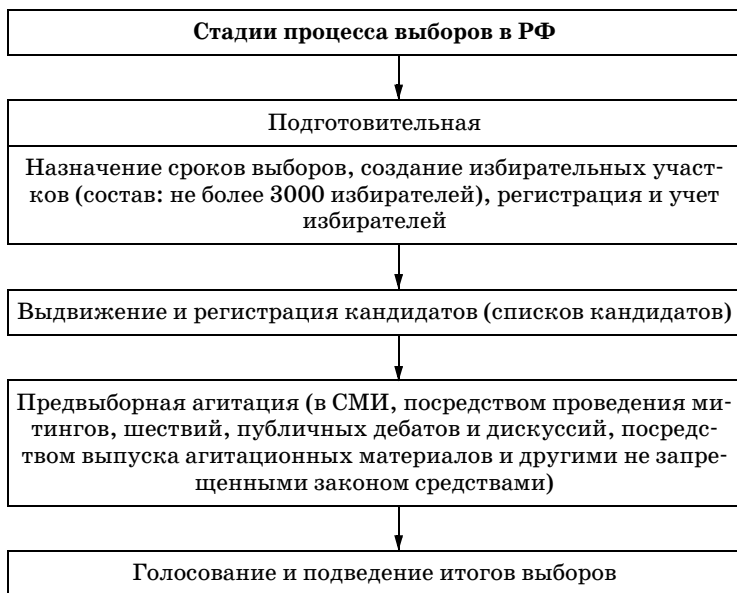 Стадии процесса выборов в РФ
Подготовительная
Назначение сроков выборов, создание избирательных участ-
ков (состав: не более 3000 избирателей), регистрация и учет
избирателей
Выдвижение и регистрация кандидатов (списков кандидатов)
Предвыборная агитация (в СМИ, посредством проведения ми-
тингов, шествий, публичных дебатов и дискуссий, посредс-
твом выпуска агитационных материалов и другими не запре-
щенными законом средствами)
Голосование и подведение итогов выборов